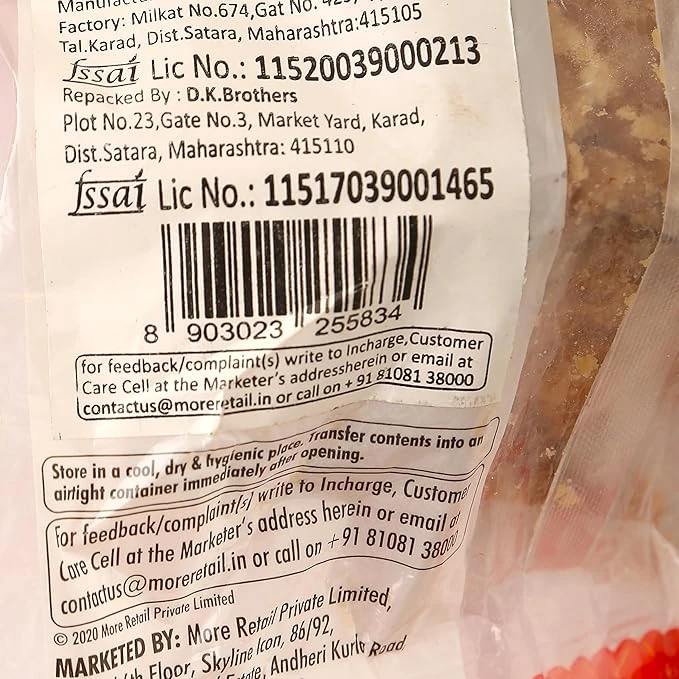 Factory: Milkat No.674,Gat No.
Tal.Karad, Dist.Satara, Maharashtra:415105
fssai Lic No.: 11520039000213
Repacked By : D.K.Brothers
Plot No.23,Gate No.3, Market Yard, Karad,
Dist.Satara, Maharashtra: 415110
fssai Lic No.: 11517039001465
8 903023 255834
for feedback/complaint(s) write to Incharge,Customer
Care Cell at the Marketer's addressherein or email at
contactus@moreretail.in or call on + 91 81081 38000
Store in a cool, dry & hygienic place. Transfer contents into an
airtight container immediately after opening.
For feedback/complaint(s) write to Incharge, Customer
Care Cell at the Marketer's address herein or email at
contactus@moreretail.in or call on +91 81081 38000
© 2020 More Retail Private Limited
MARKETED BY: More Retail Private Limited,
Floor, Skyline Icon, 86/92,
Andheri Kurla Road